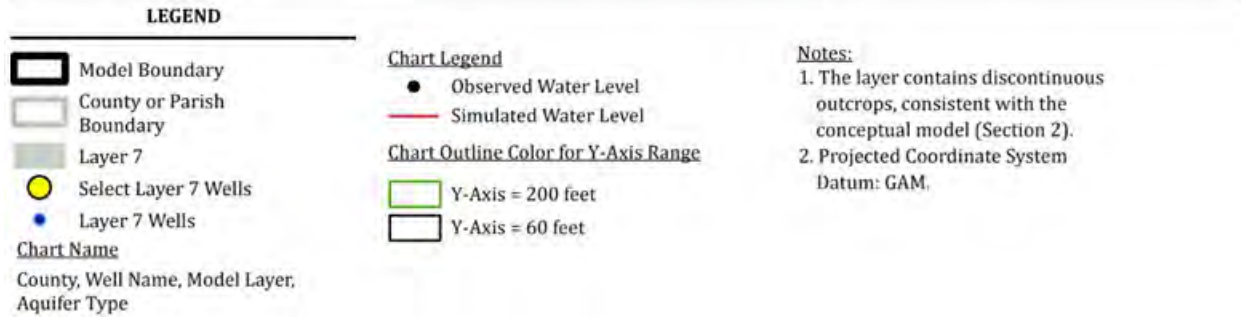 LEGEND
Model Boundary
County or Parish
Boundary
Layer 7
Select Layer 7 Wells
Layer 7 Wells
Chart Name
County, Well Name, Model Layer,
Aquifer Type
Chart Legend
Observed Water Level
Simulated Water Level
Chart Outline Color for Y-Axis Range
Y-Axis = 200 feet
Y-Axis = 60 feet
Notes:
1. The layer contains discontinuous
outcrops, consistent with the
conceptual model (Section 2).
2. Projected Coordinate System
Datum: GAM.